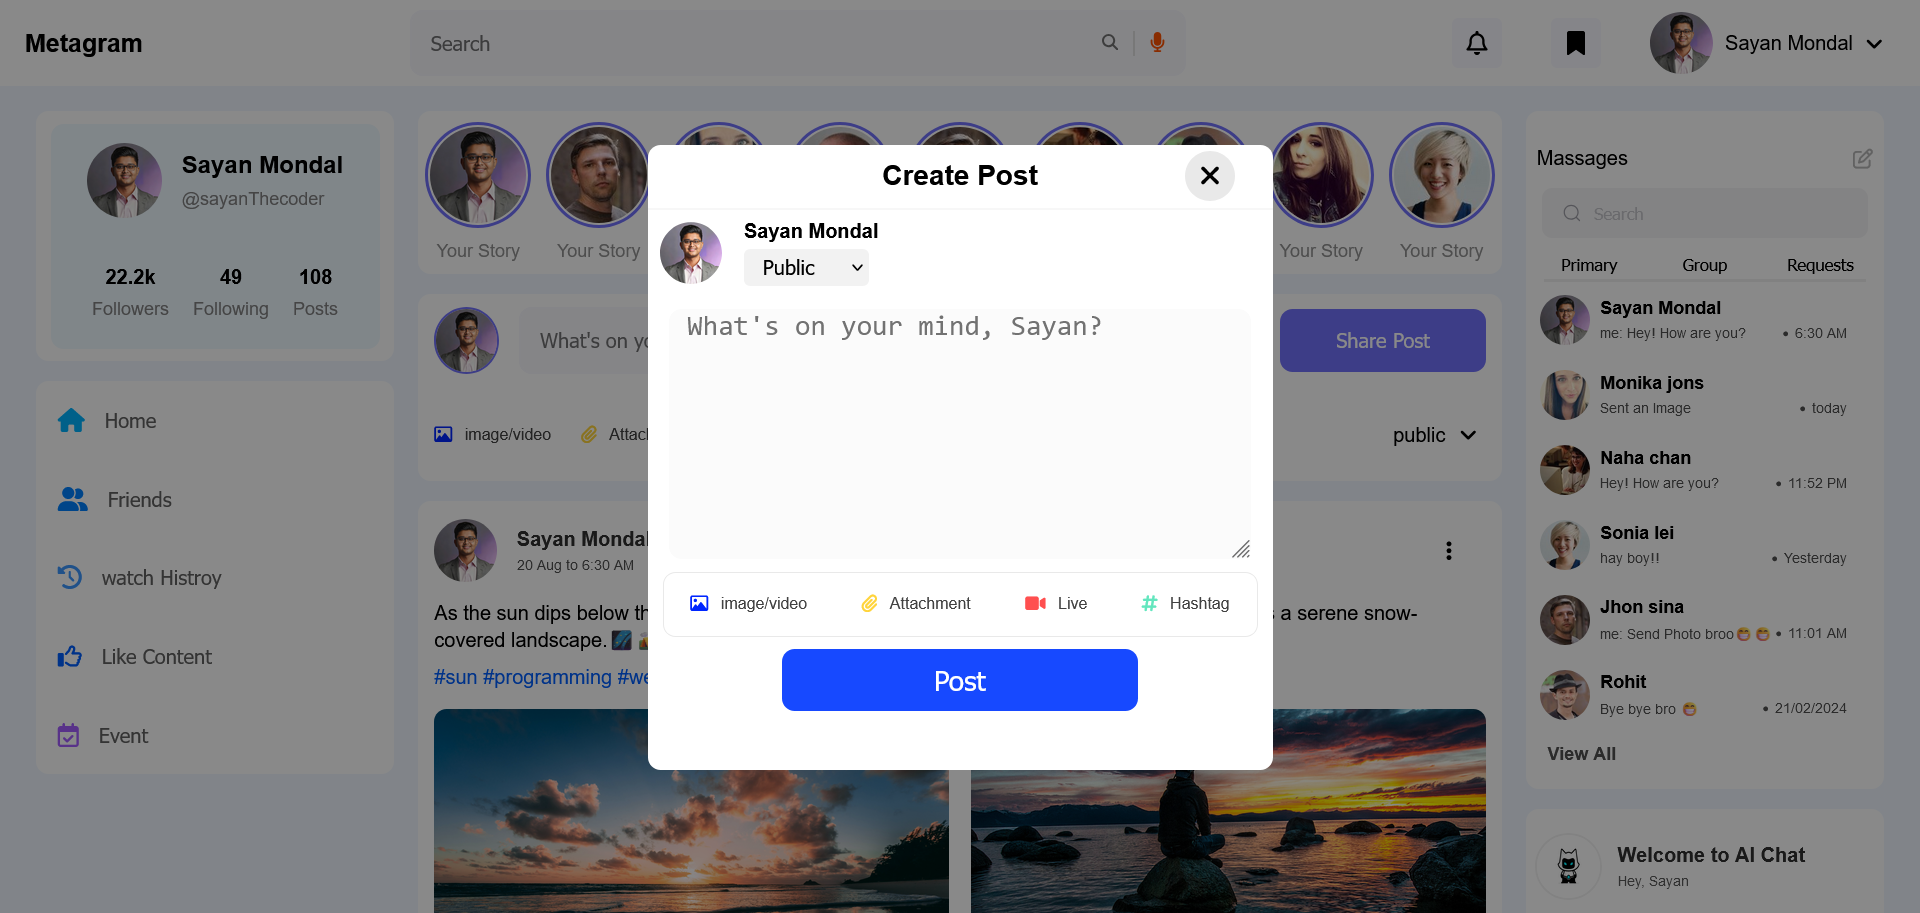 Metagram
Search
Sayan Mondal
Sayan Mondal
@sayanThecoder
22.2k 49 108
Followers Following Posts
Home
Friends
watch Histroy
Like Content
Event
Your Story Your Story Your Story Your Story
What's on yo
Share Post
image/video Attach
public
Sayan Mondal
20 Aug to 6:30 AM
As the sun dips below th s a serene snow-
covered landscape.
#sun #programming #we
Create Post
Sayan Mondal
Public
What's on your mind, Sayan?
image/video Attachment Live Hashtag
Post
Massages
Search
Primary Group Requests
Sayan Mondal
me: Hey! How are you? • 6:30 AM
Monika jons
Sent an Image • today
Naha chan
Hey! How are you? • 11:52 PM
Sonia lei
hay boy!! • Yesterday
Jhon sina
me: Send Photo broo😁😁 • 11:01 AM
Rohit
Bye bye bro 😁 • 21/02/2024
View All
Welcome to AI Chat
Hey, Sayan